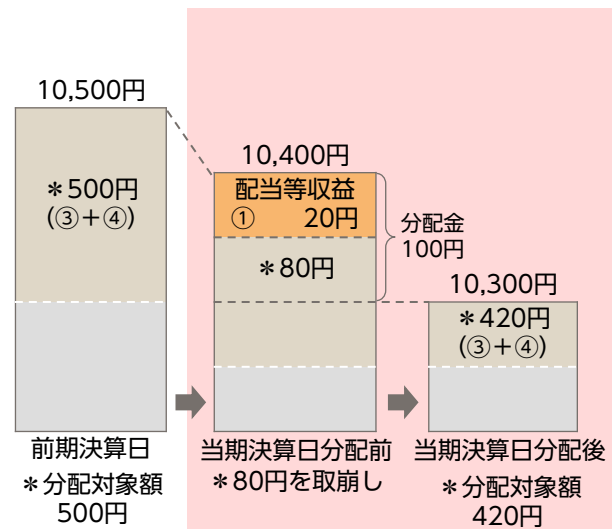 10,500円
＊500円
(③＋④)
前期決算日
＊分配対象額
500円
10,400円
配当等収益
① 20円
＊80円
分配金
100円
当期決算日分配前
＊80円を取崩し
10,300円
＊420円
(③＋④)
当期決算日分配後
＊分配対象額
420円